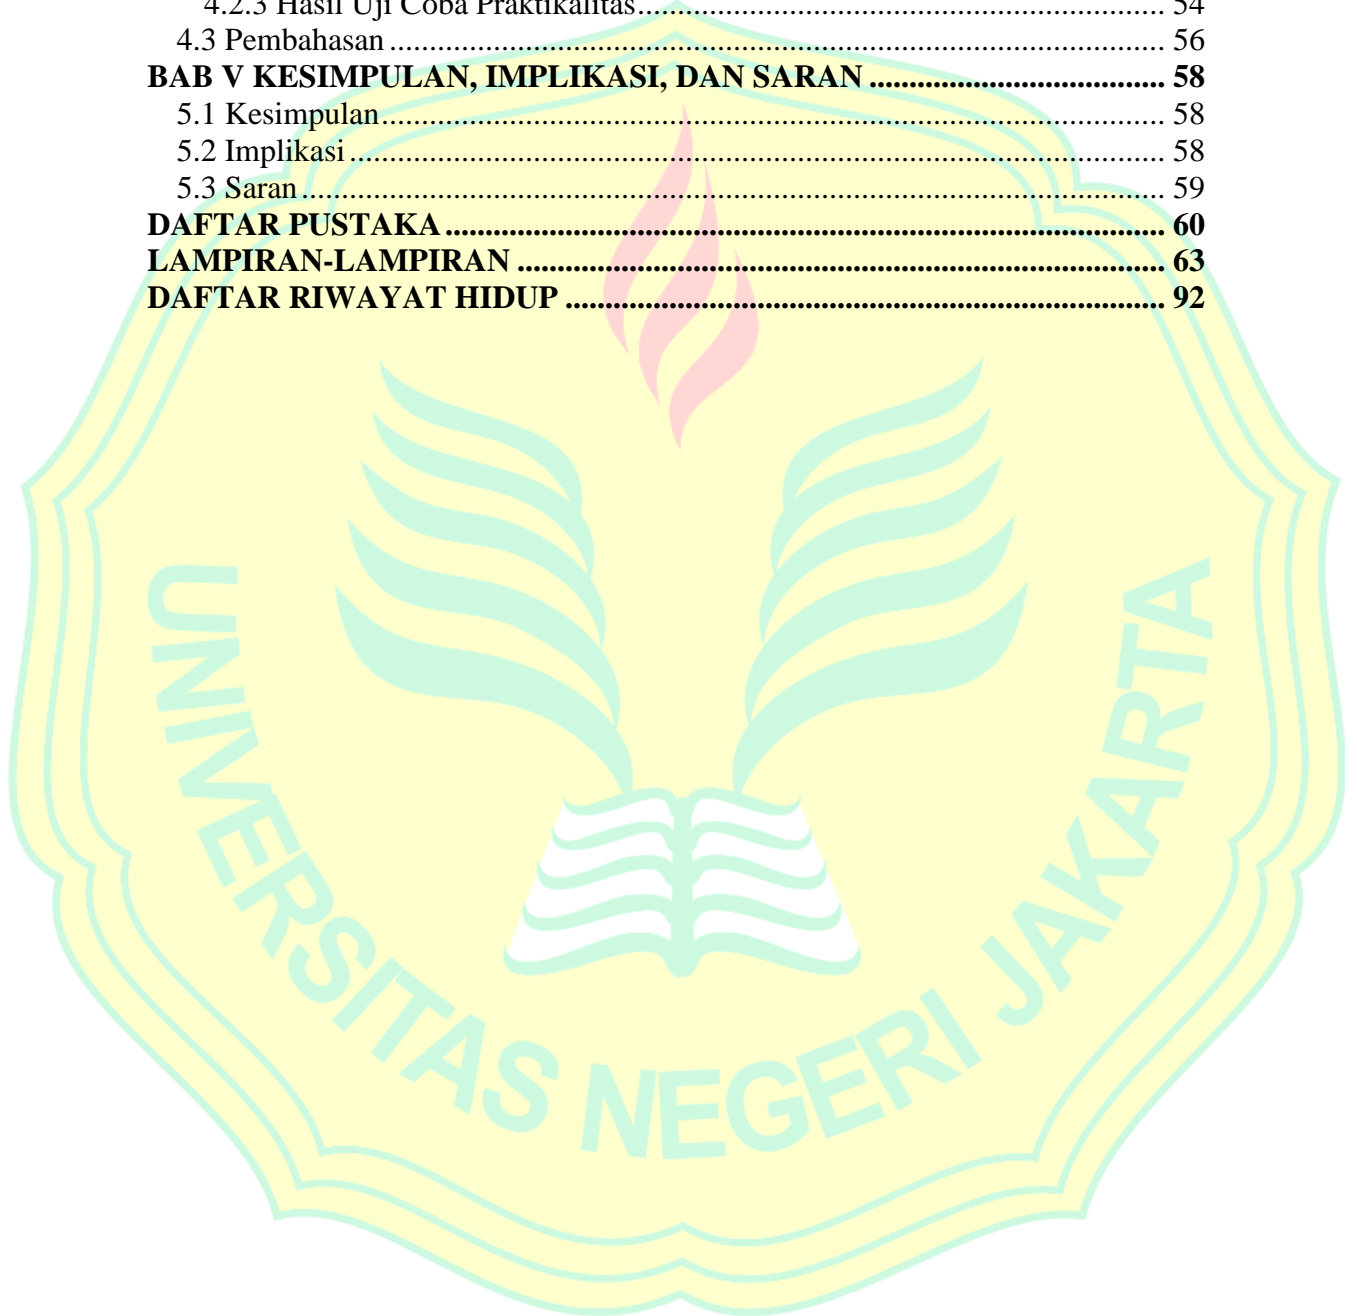 4.2.3 Hasil Uji Coba Praktikalitas.................................................................. 54
4.3 Pembahasan .................................................................................................. 56
BAB V KESIMPULAN, IMPLIKASI, DAN SARAN ...................................... 58
5.1 Kesimpulan................................................................................................... 58
5.2 Implikasi....................................................................................................... 58
5.3 Saran ............................................................................................................. 59
DAFTAR PUSTAKA ............................................................................................ 60
LAMPIRAN-LAMPIRAN ................................................................................... 63
DAFTAR RIWAYAT HIDUP ............................................................................. 92
UNIVERSITAS NEGERI JAKARTA